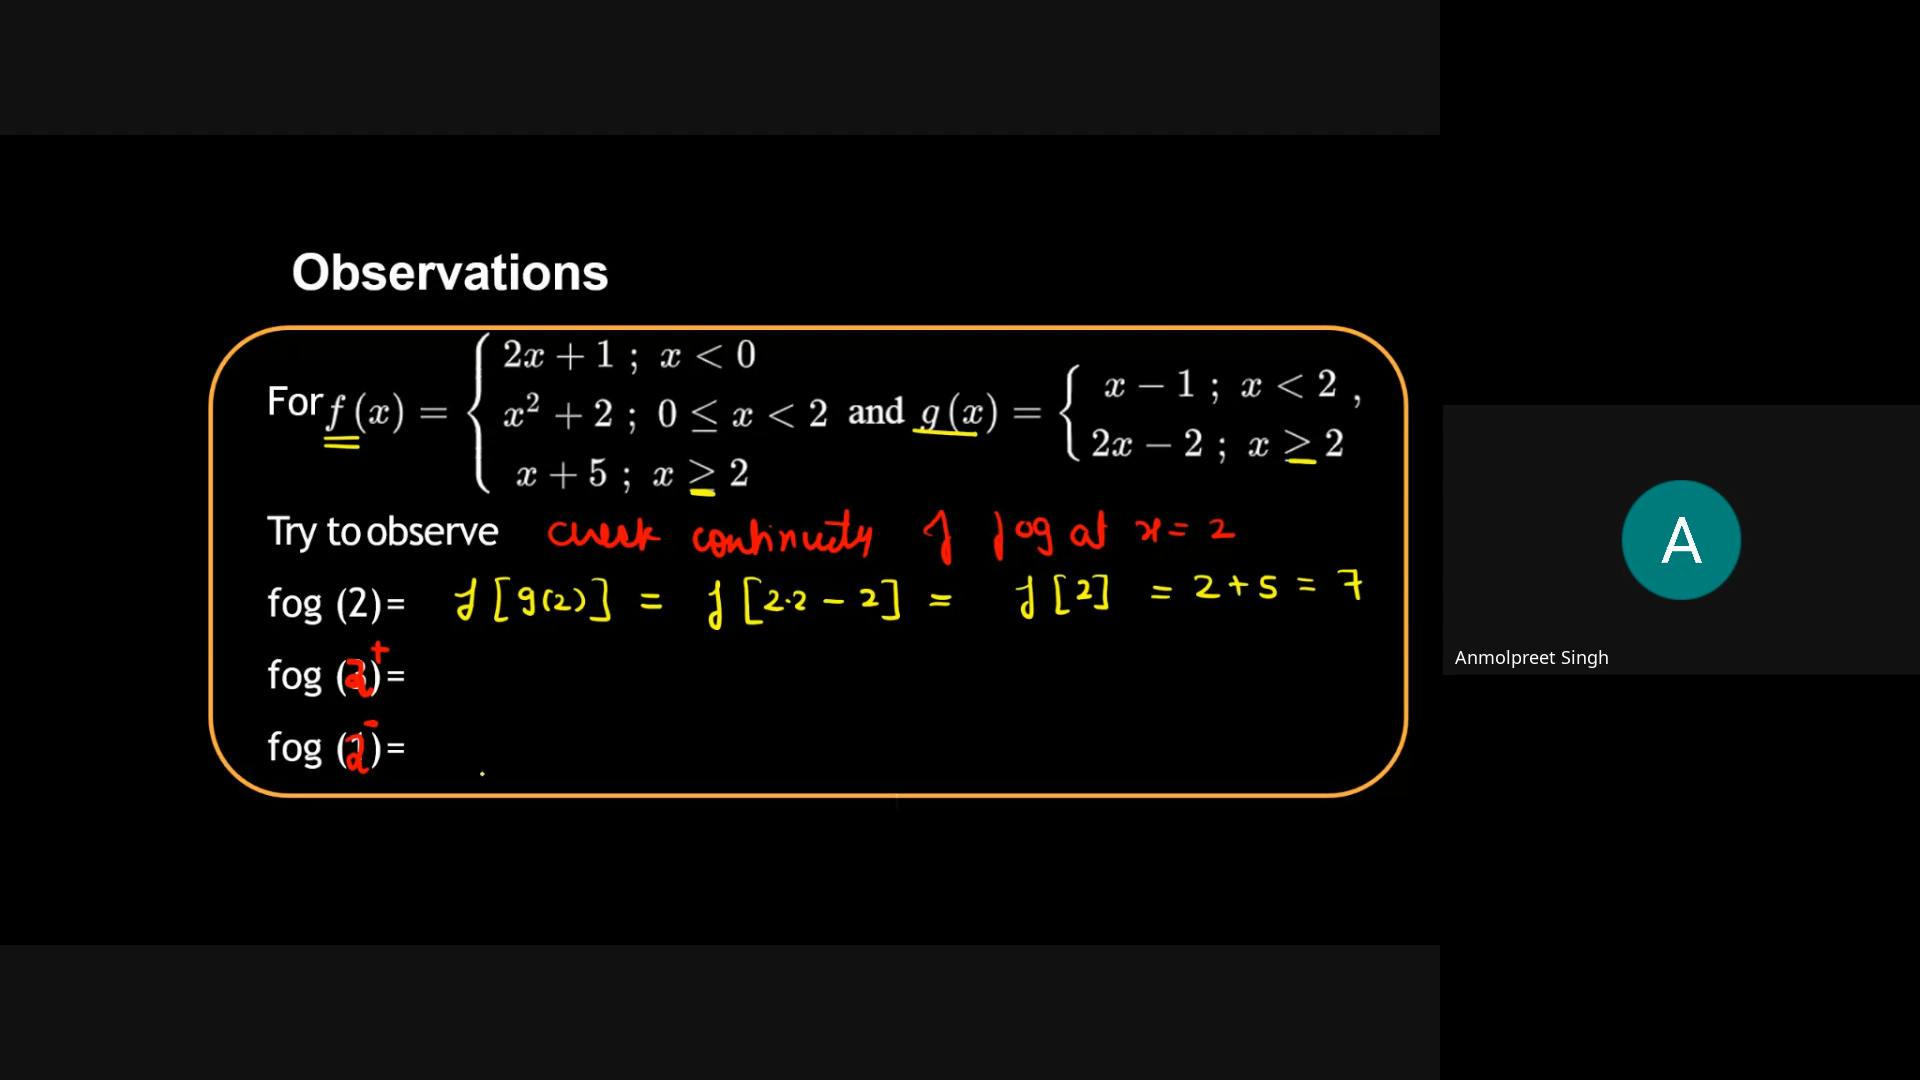 Observations
For f(x) = { 2x + 1 ; x < 0
x² + 2 ; 0 ≤ x < 2
x + 5 ; x ≥ 2
and g(x) = { x − 1 ; x < 2 ,
2x − 2 ; x ≥ 2
Try to observe check continuity of fog at x = 2
fog (2)= f[g(2)] = f[2·2 − 2] = f[2] = 2 + 5 = 7
fog (2⁺)=
fog (2⁻)=
A
Anmolpreet Singh